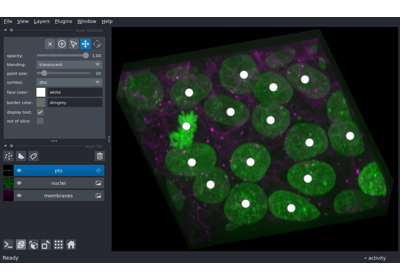 File View Layers Plugins Window Help
opacity: 1.00
blending: translucent
point size: 10
symbol: disc
face color: white
border color: dimgrey
display text: ✓
out of slice:
pts
nuclei
membranes
Ready activity